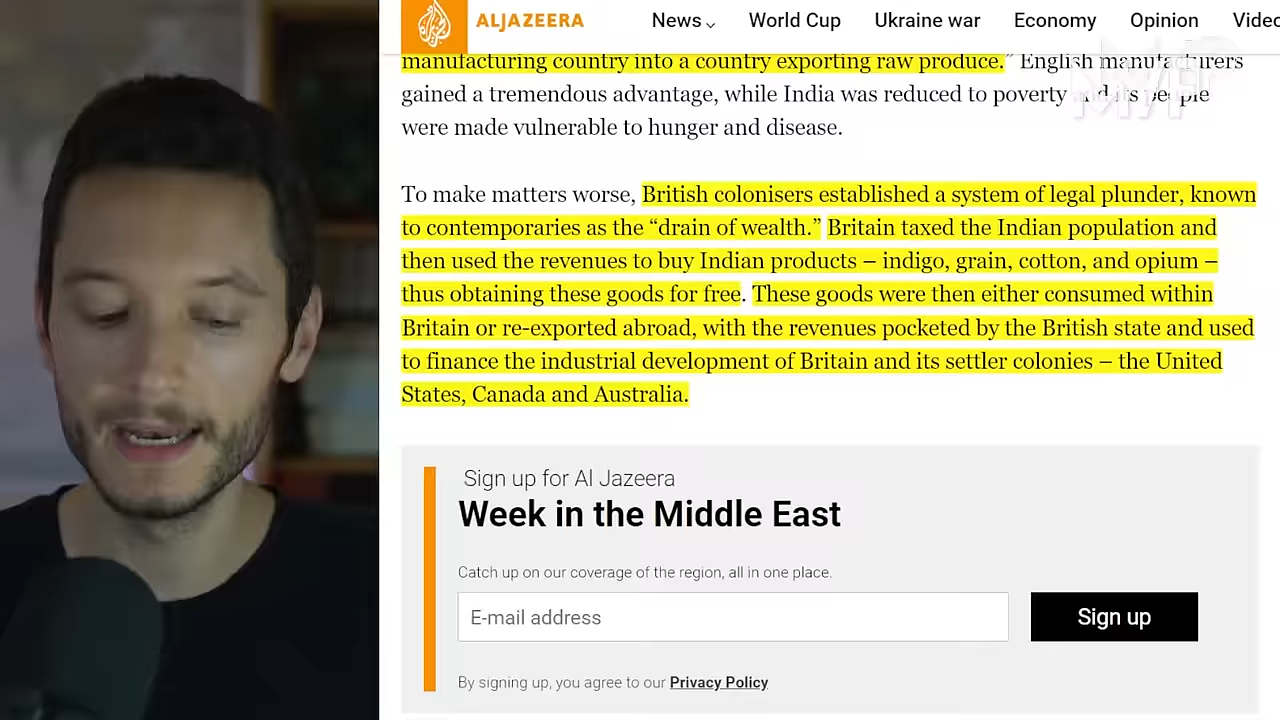 ALJAZEERA
News World Cup Ukraine war Economy Opinion
manufacturing country into a country exporting raw produce.” English manufacturers
gained a tremendous advantage, while India was reduced to poverty and its people
were made vulnerable to hunger and disease.
To make matters worse, British colonisers established a system of legal plunder, known
to contemporaries as the “drain of wealth.” Britain taxed the Indian population and
then used the revenues to buy Indian products – indigo, grain, cotton, and opium –
thus obtaining these goods for free. These goods were then either consumed within
Britain or re-exported abroad, with the revenues pocketed by the British state and used
to finance the industrial development of Britain and its settler colonies – the United
States, Canada and Australia.
Sign up for Al Jazeera
Week in the Middle East
Catch up on our coverage of the region, all in one place.
E-mail address
Sign up
By signing up, you agree to our Privacy Policy